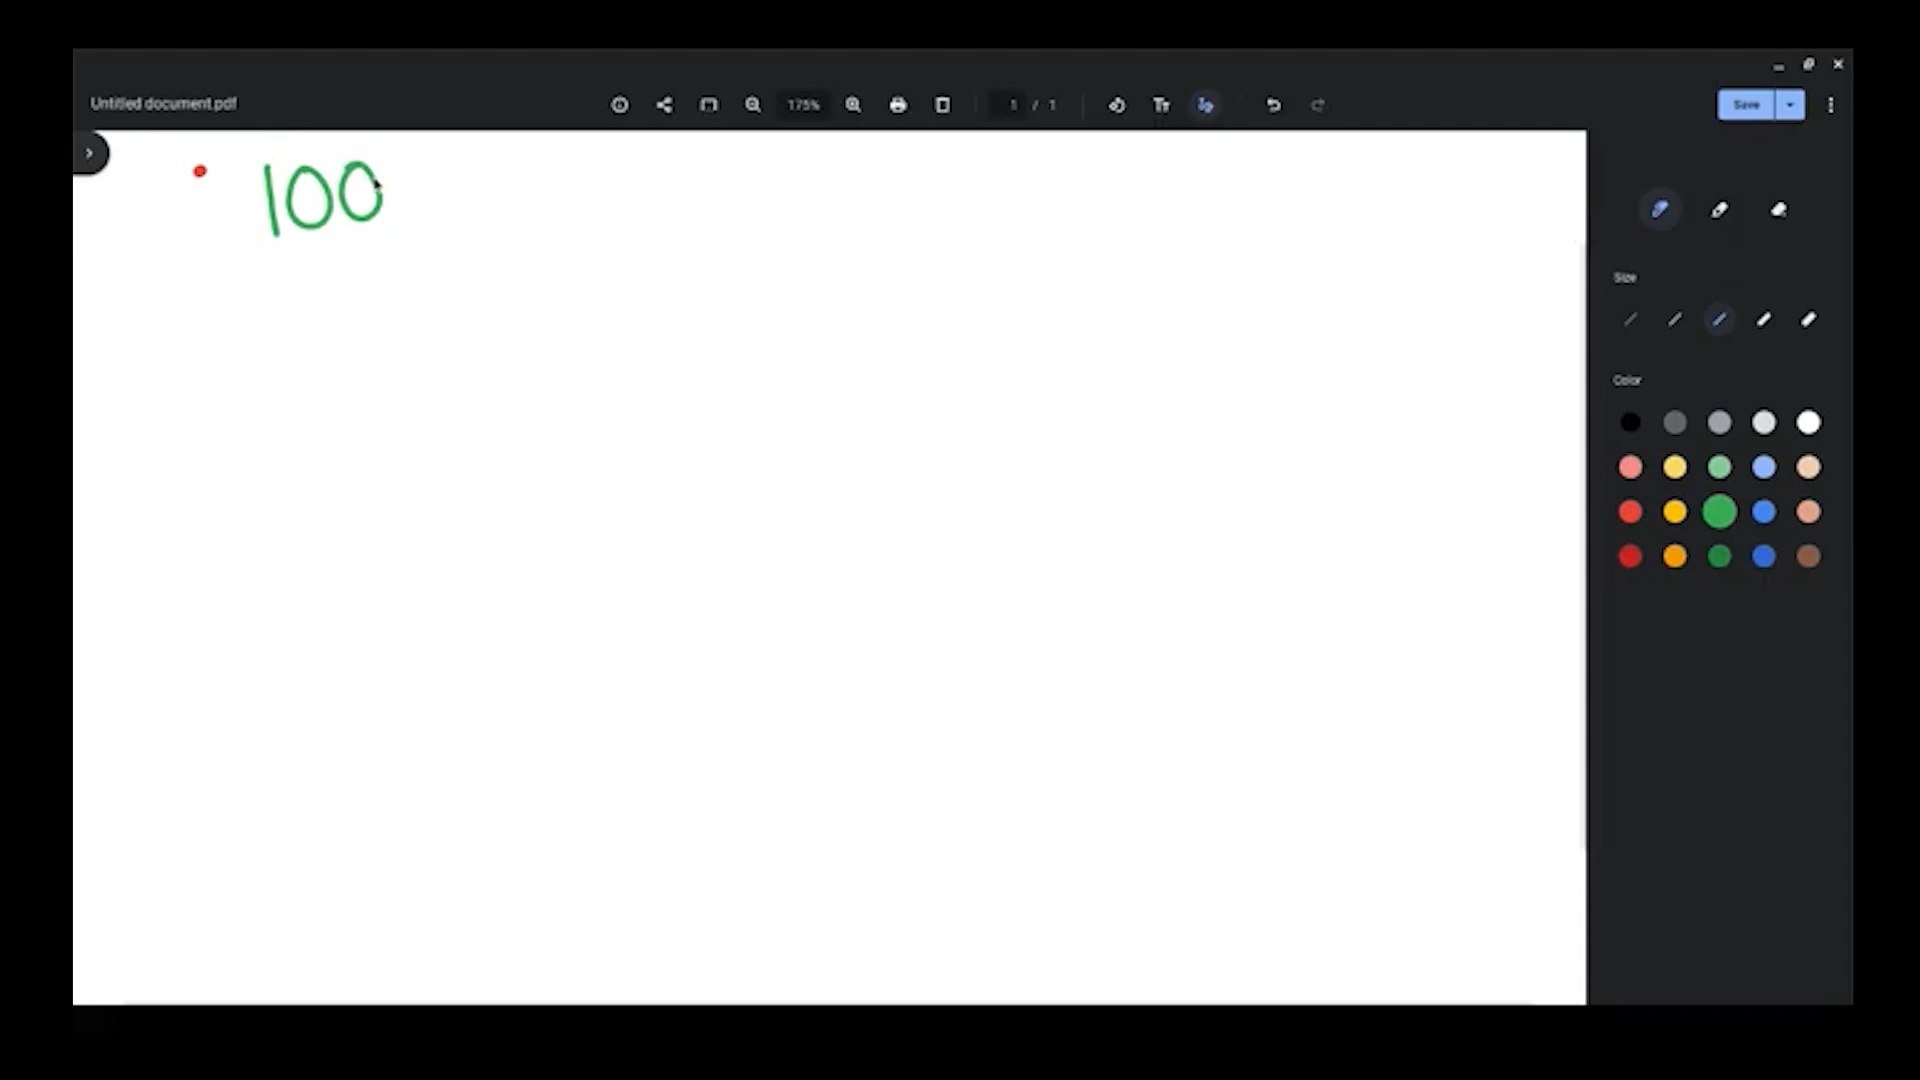 Untitled document.pdf
175%
1 / 1
Save
100
Size
Color